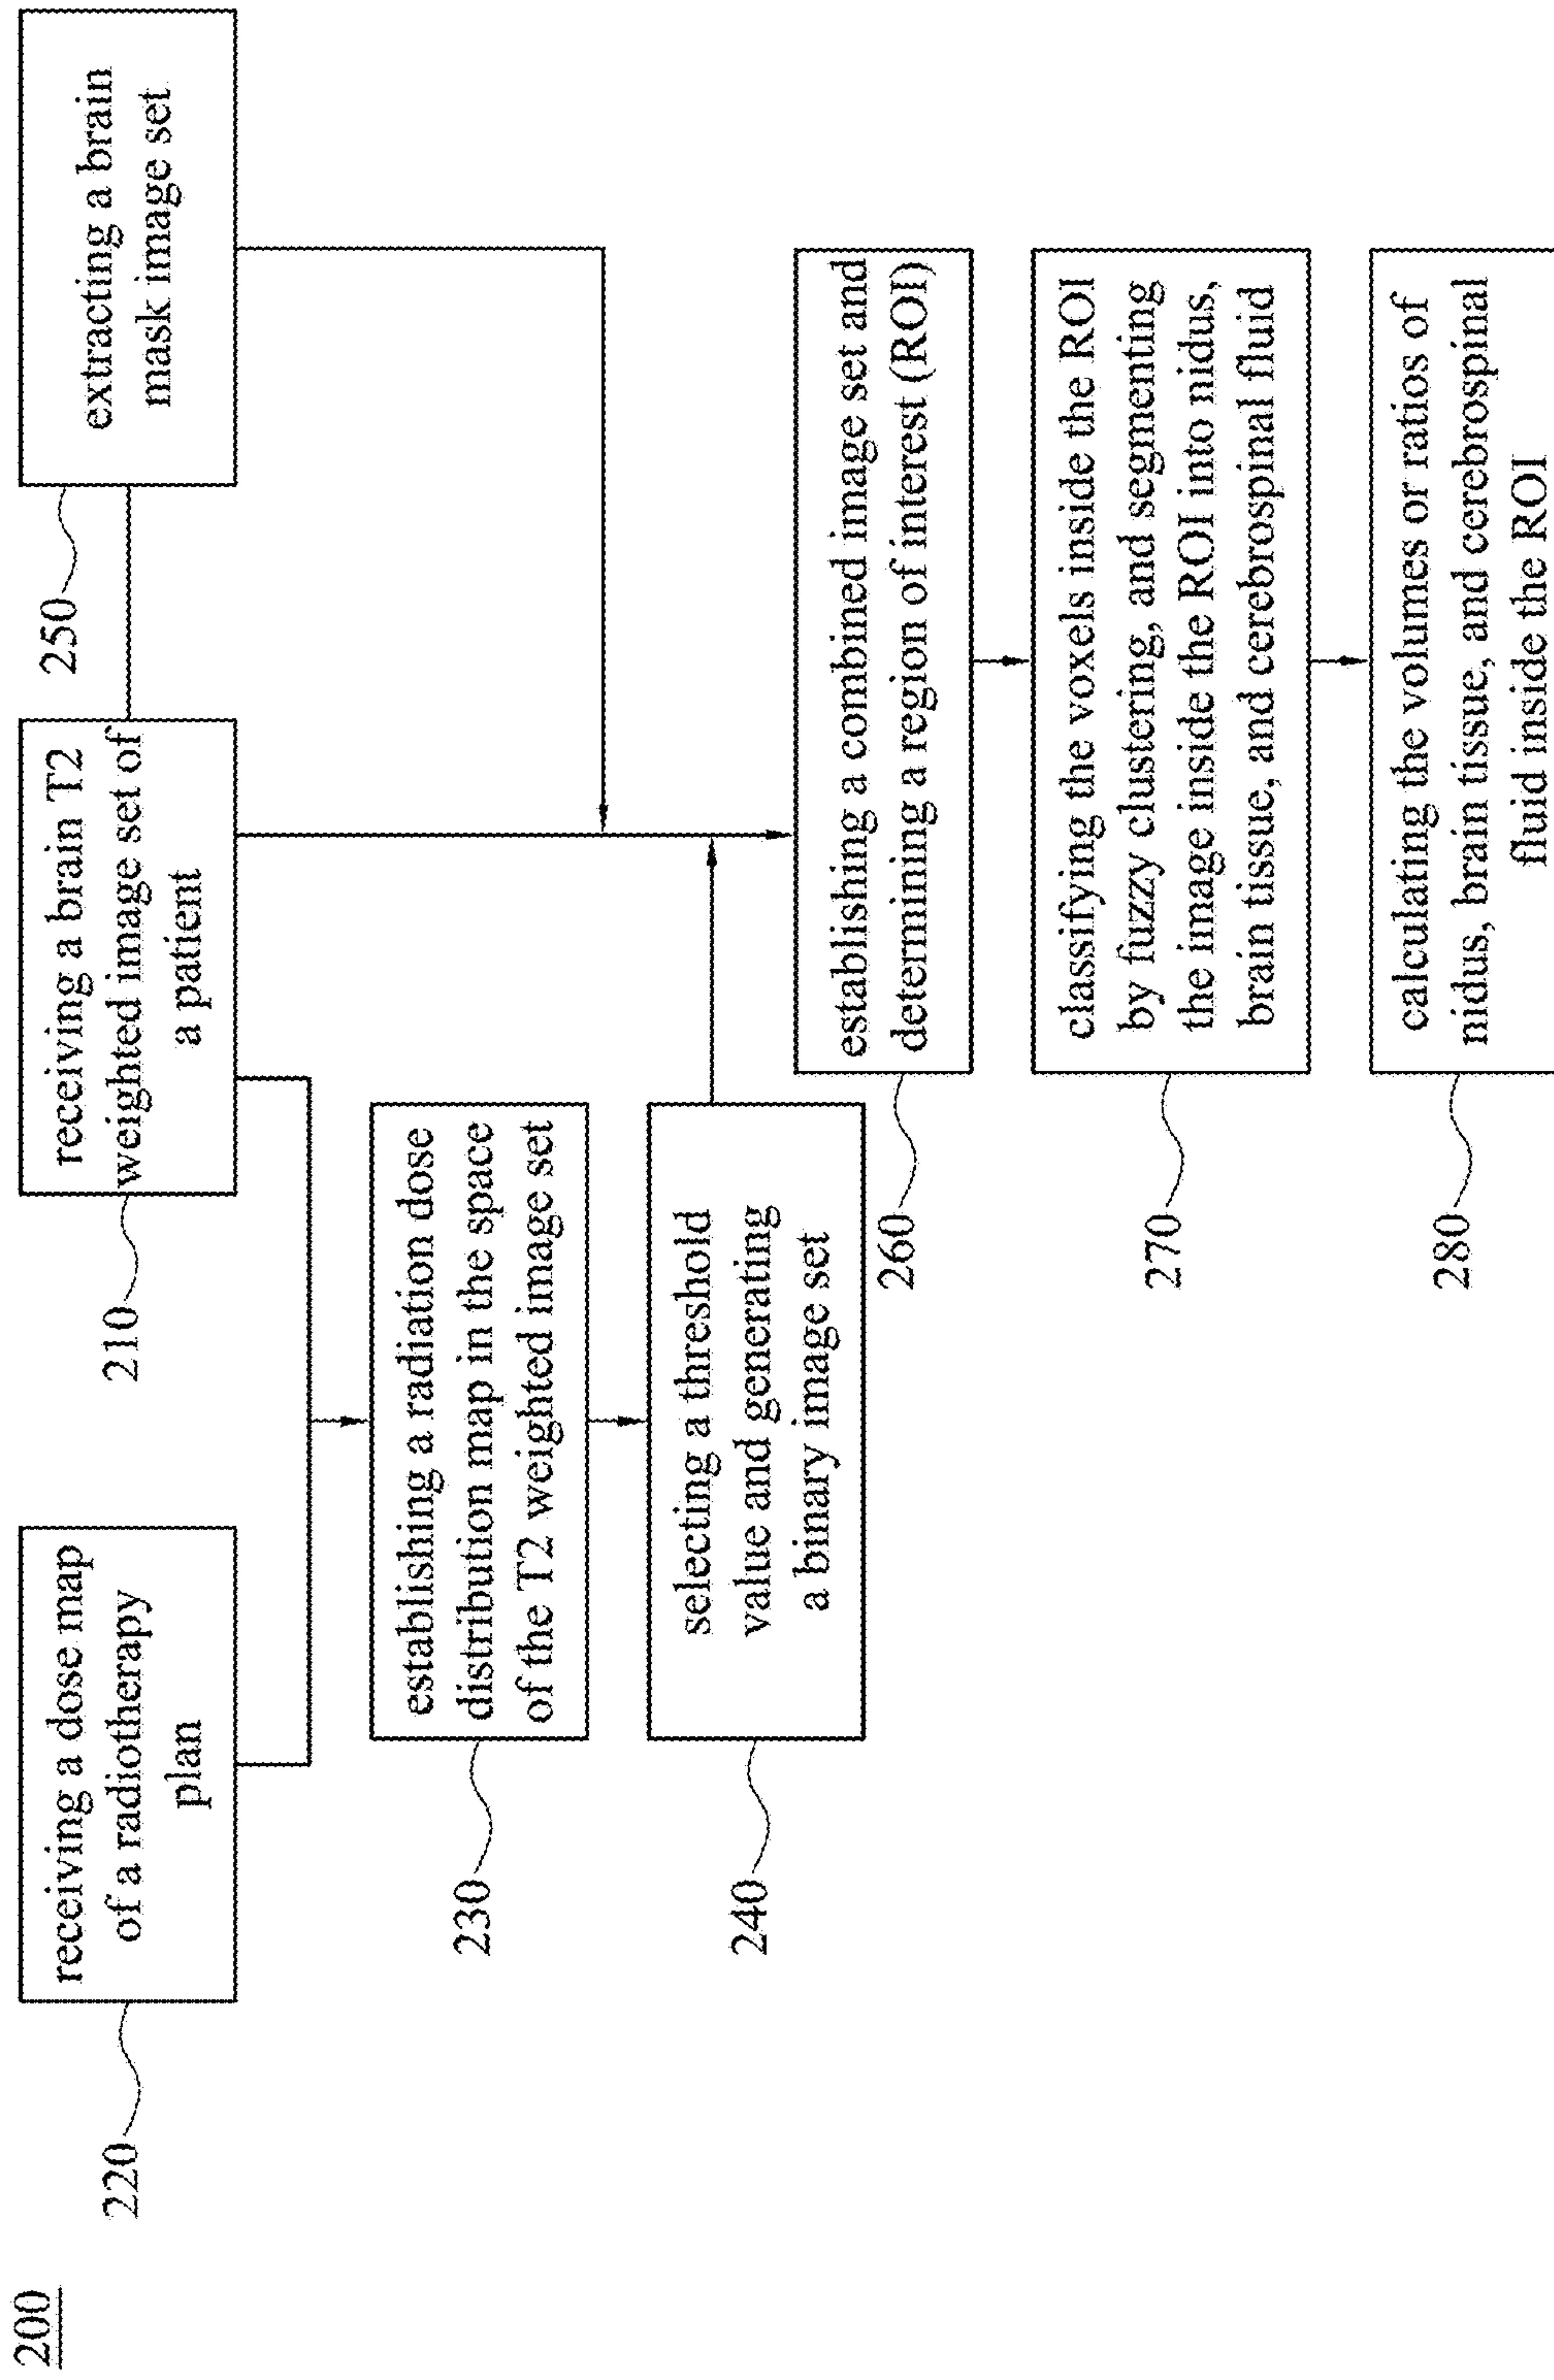 200
220
receiving a dose map
of a radiotherapy
plan
210
receiving a brain T2
weighted image set of
a patient
250
extracting a brain
mask image set
230
establishing a radiation dose
distribution map in the space
of the T2 weighted image set
240
selecting a threshold
value and generating
a binary image set
260
establishing a combined image set and
determining a region of interest (ROI)
270
classifying the voxels inside the ROI
by fuzzy clustering, and segmenting
the image inside the ROI into nidus,
brain tissue, and cerebrospinal fluid
280
calculating the volumes or ratios of
nidus, brain tissue, and cerebrospinal
fluid inside the ROI